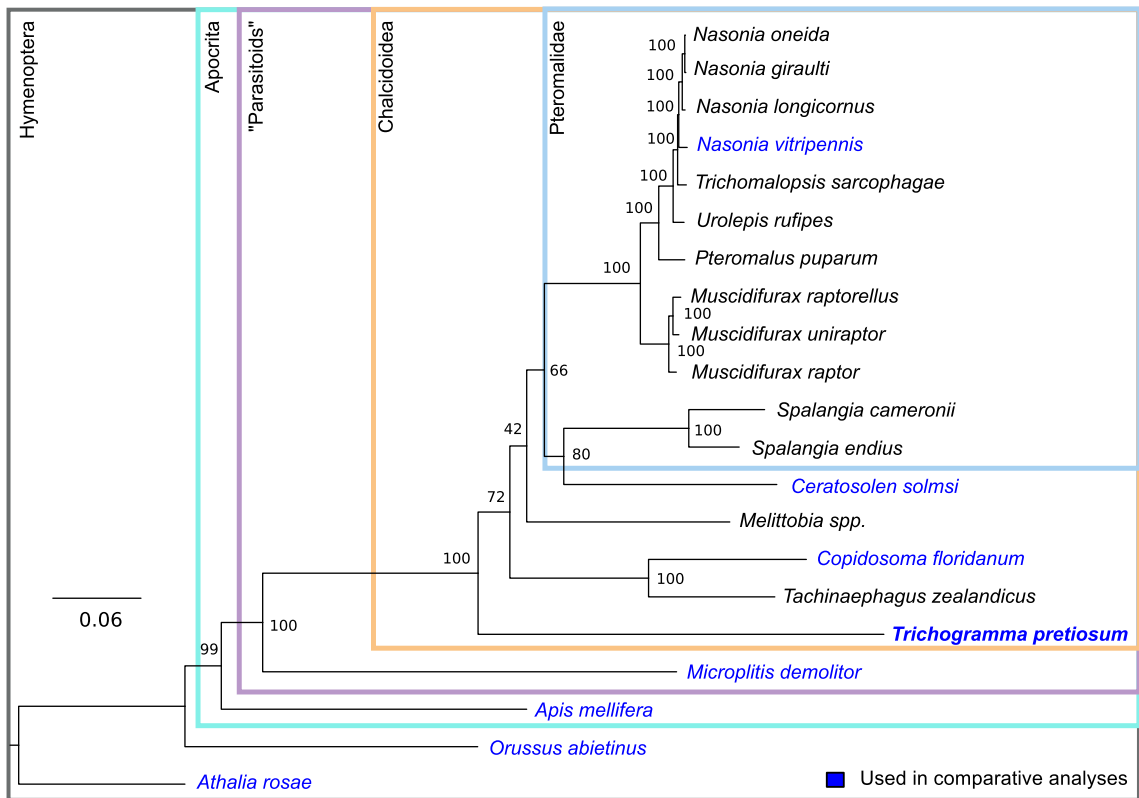 Hymenoptera
Apocrita
"Parasitoids"
Chalcidoidea
Pteromalidae
Nasonia oneida
100
Nasonia giraulti
100
Nasonia longicornus
100
Nasonia vitripennis
100
Trichomalopsis sarcophagae
100
Urolepis rufipes
100
Pteromalus puparum
100
Muscidifurax raptorellus
100
Muscidifurax uniraptor
100
Muscidifurax raptor
66
Spalangia cameronii
42
100
Spalangia endius
80
Ceratosolen solmsi
72
Melittobia spp.
100
Copidosoma floridanum
100
Tachinaephagus zealandicus
0.06
100
Trichogramma pretiosum
99
Microplitis demolitor
Apis mellifera
Orussus abietinus
Athalia rosae
Used in comparative analyses